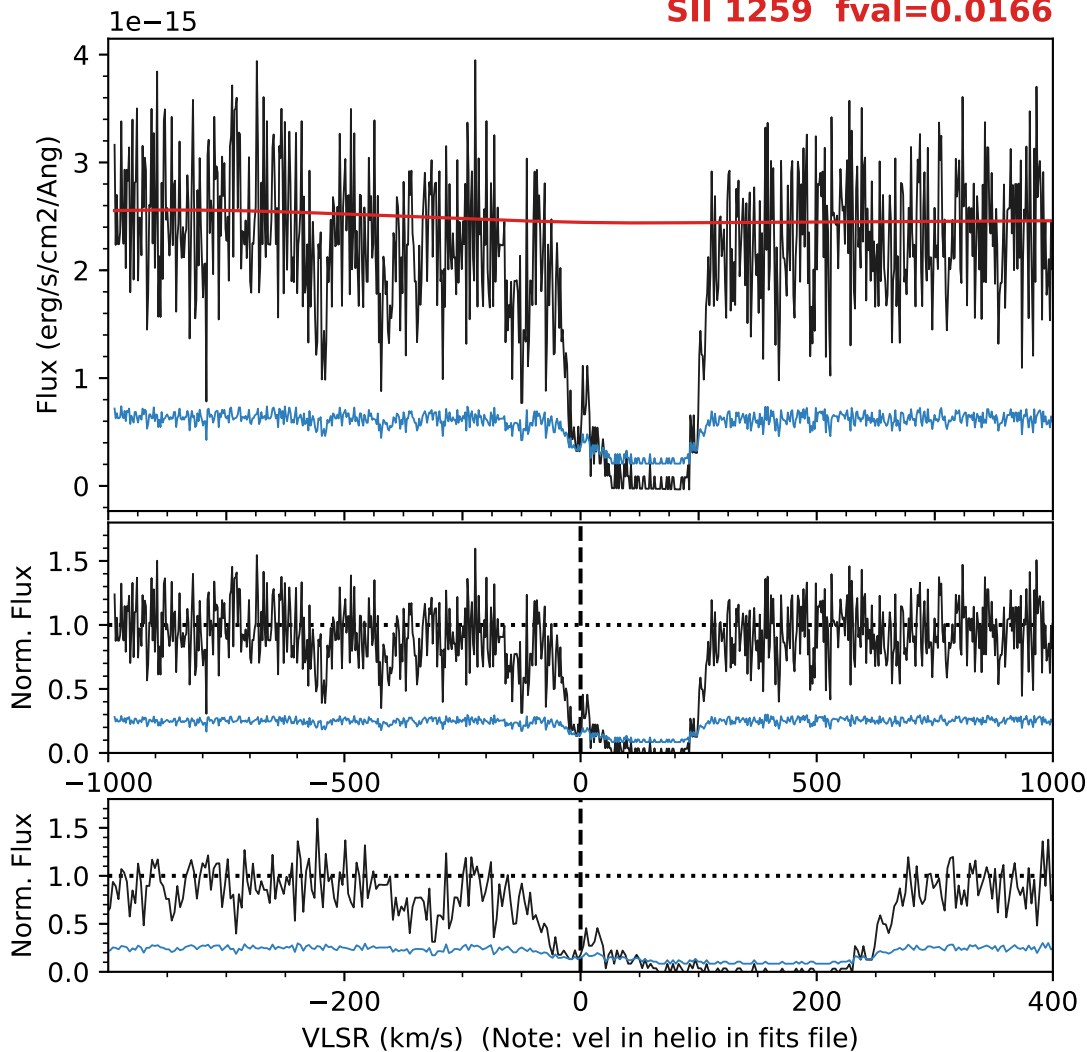 SII 1259 fval=0.0166
1e−15
4
3
2
1
0
Flux (erg/s/cm2/Ang)
1.5
1.0
0.5
0.0
Norm. Flux
−1000 −500 0 500 1000
1.5
1.0
0.5
0.0
Norm. Flux
−200 0 200 400
VLSR (km/s) (Note: vel in helio in fits file)